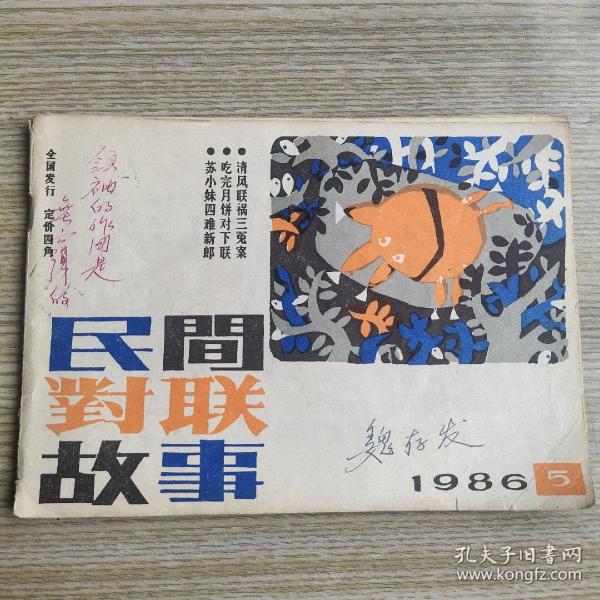 全国发行 定价四角
●清风联祸三冤案
●吃完月饼对下联
●苏小妹四难新郎
民間
對联
故事
魏存发
1986 5
孔夫子旧书网
www.kongfz.com